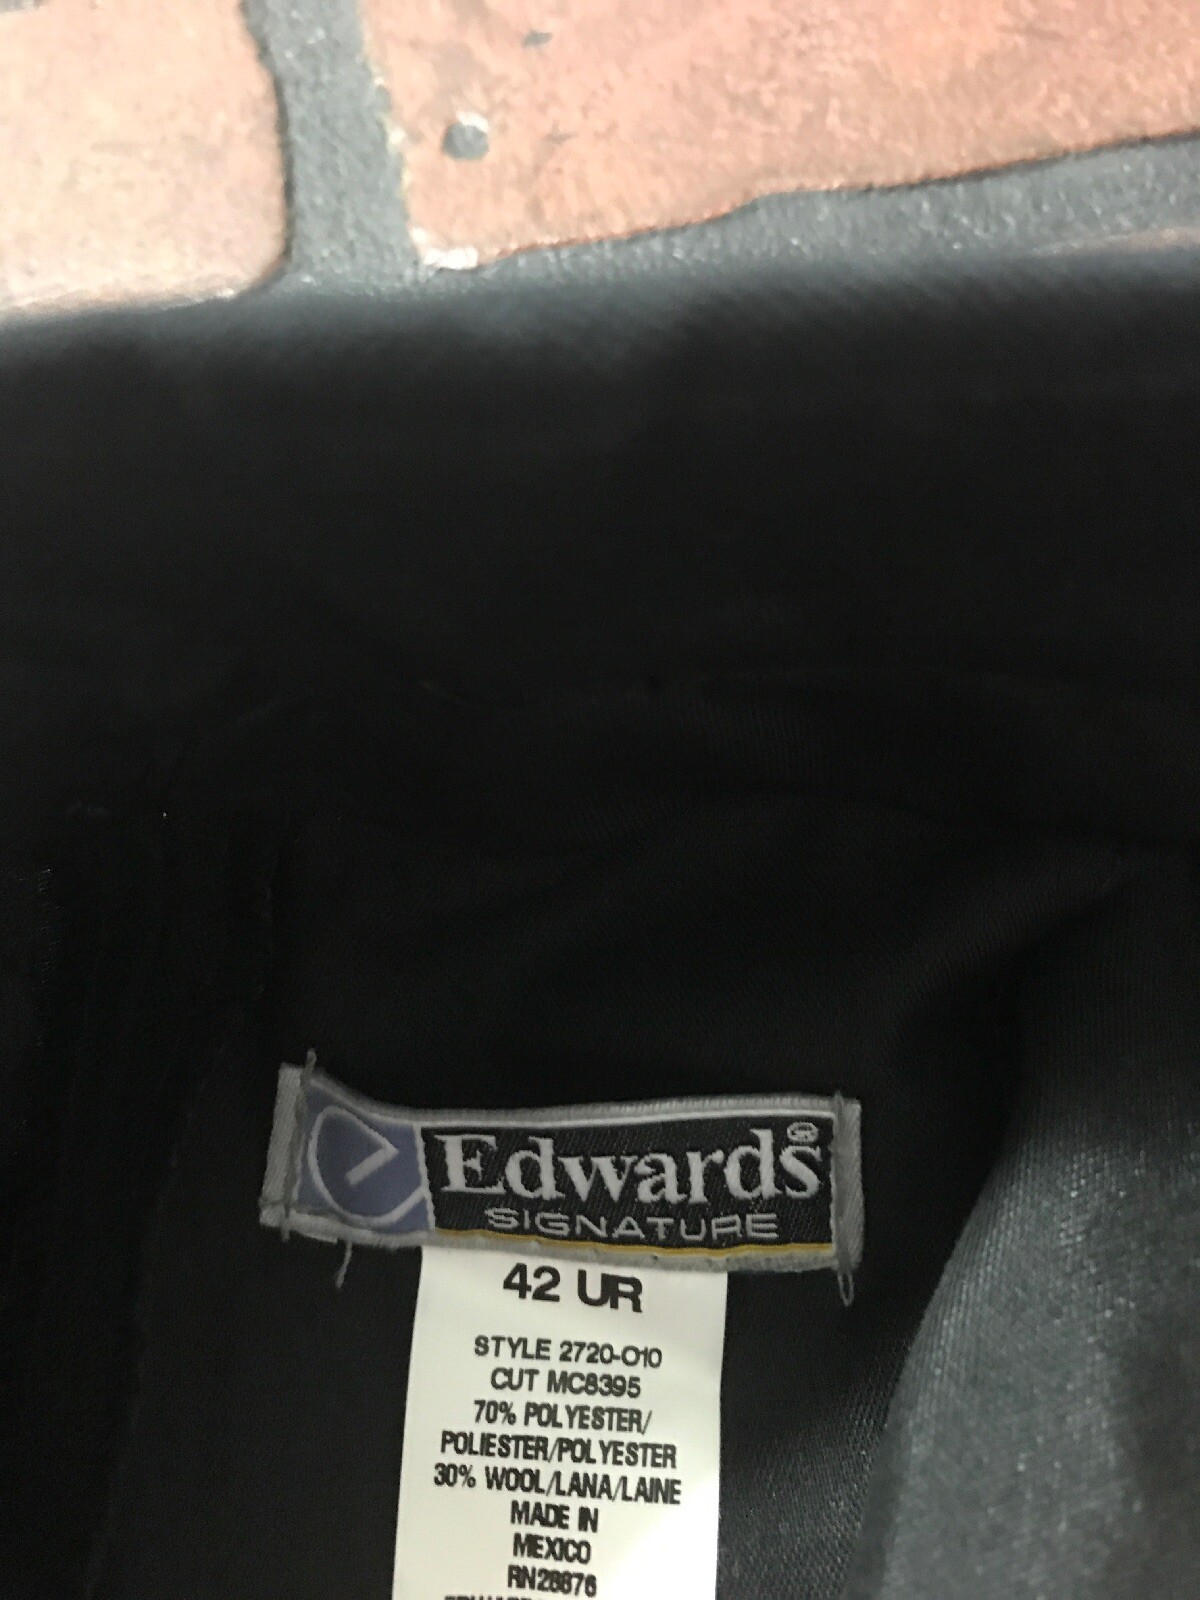 Edwards®
SIGNATURE
42 UR
STYLE 2720-010
CUT MC8395
70% POLYESTER/
POLIESTER/POLYESTER
30% WOOL/LANA/LAINE
MADE IN
MEXICO
RN28876